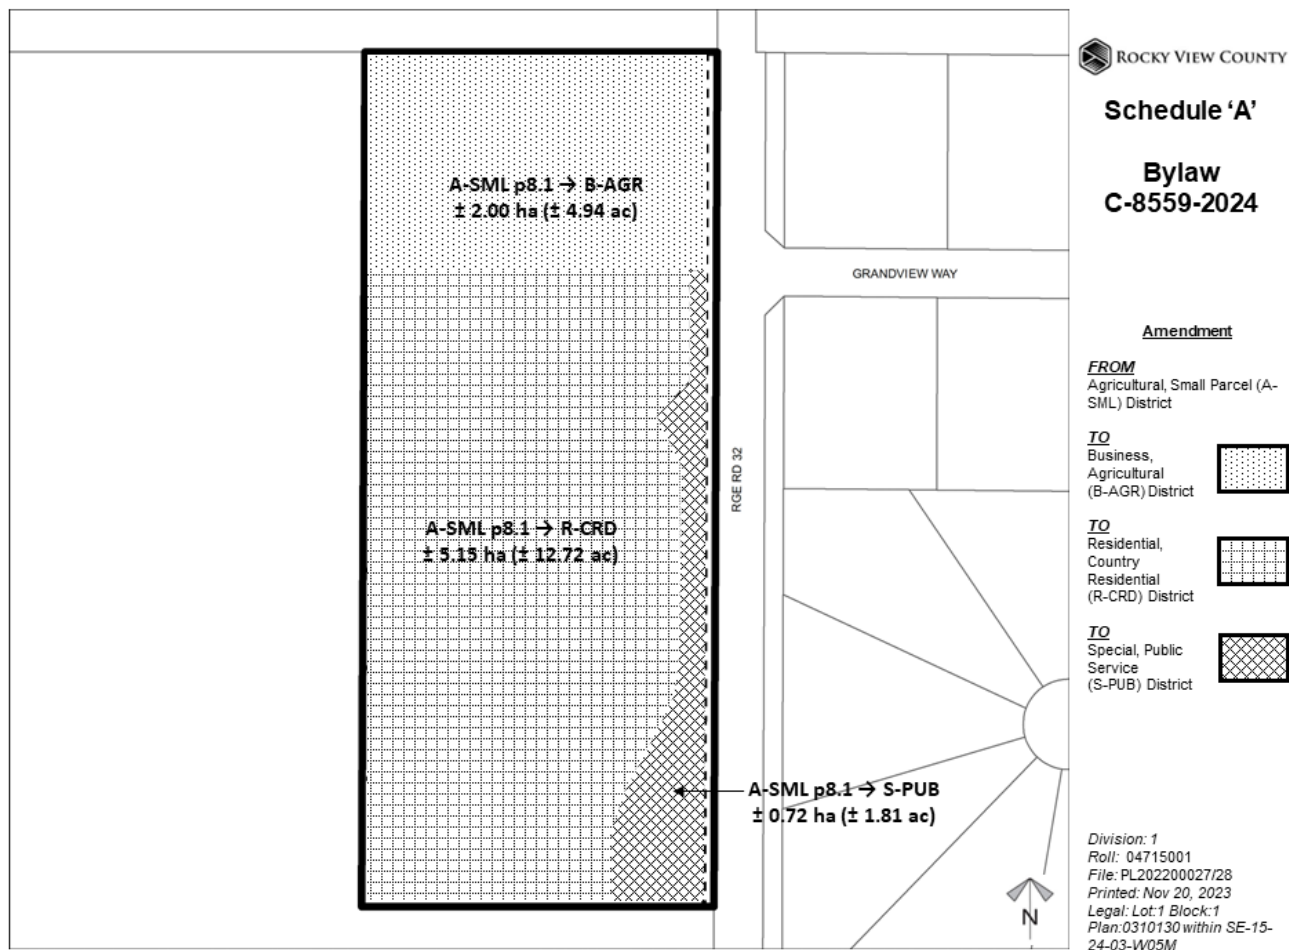 ROCKY VIEW COUNTY
Schedule ‘A’
Bylaw
C-8559-2024
A-SML p8.1 → B-AGR
± 2.00 ha (± 4.94 ac)
GRANDVIEW WAY
RGE RD 32
A-SML p8.1 → R-CRD
± 5.15 ha (± 12.72 ac)
A-SML p8.1 → S-PUB
± 0.72 ha (± 1.81 ac)
N
Amendment
FROM
Agricultural, Small Parcel (A-
SML) District
TO
Business,
Agricultural
(B-AGR) District
TO
Residential,
Country
Residential
(R-CRD) District
TO
Special, Public
Service
(S-PUB) District
Division: 1
Roll: 04715001
File: PL202200027/28
Printed: Nov 20, 2023
Legal: Lot:1 Block:1
Plan:0310130 within SE-15-
24-03-W05M